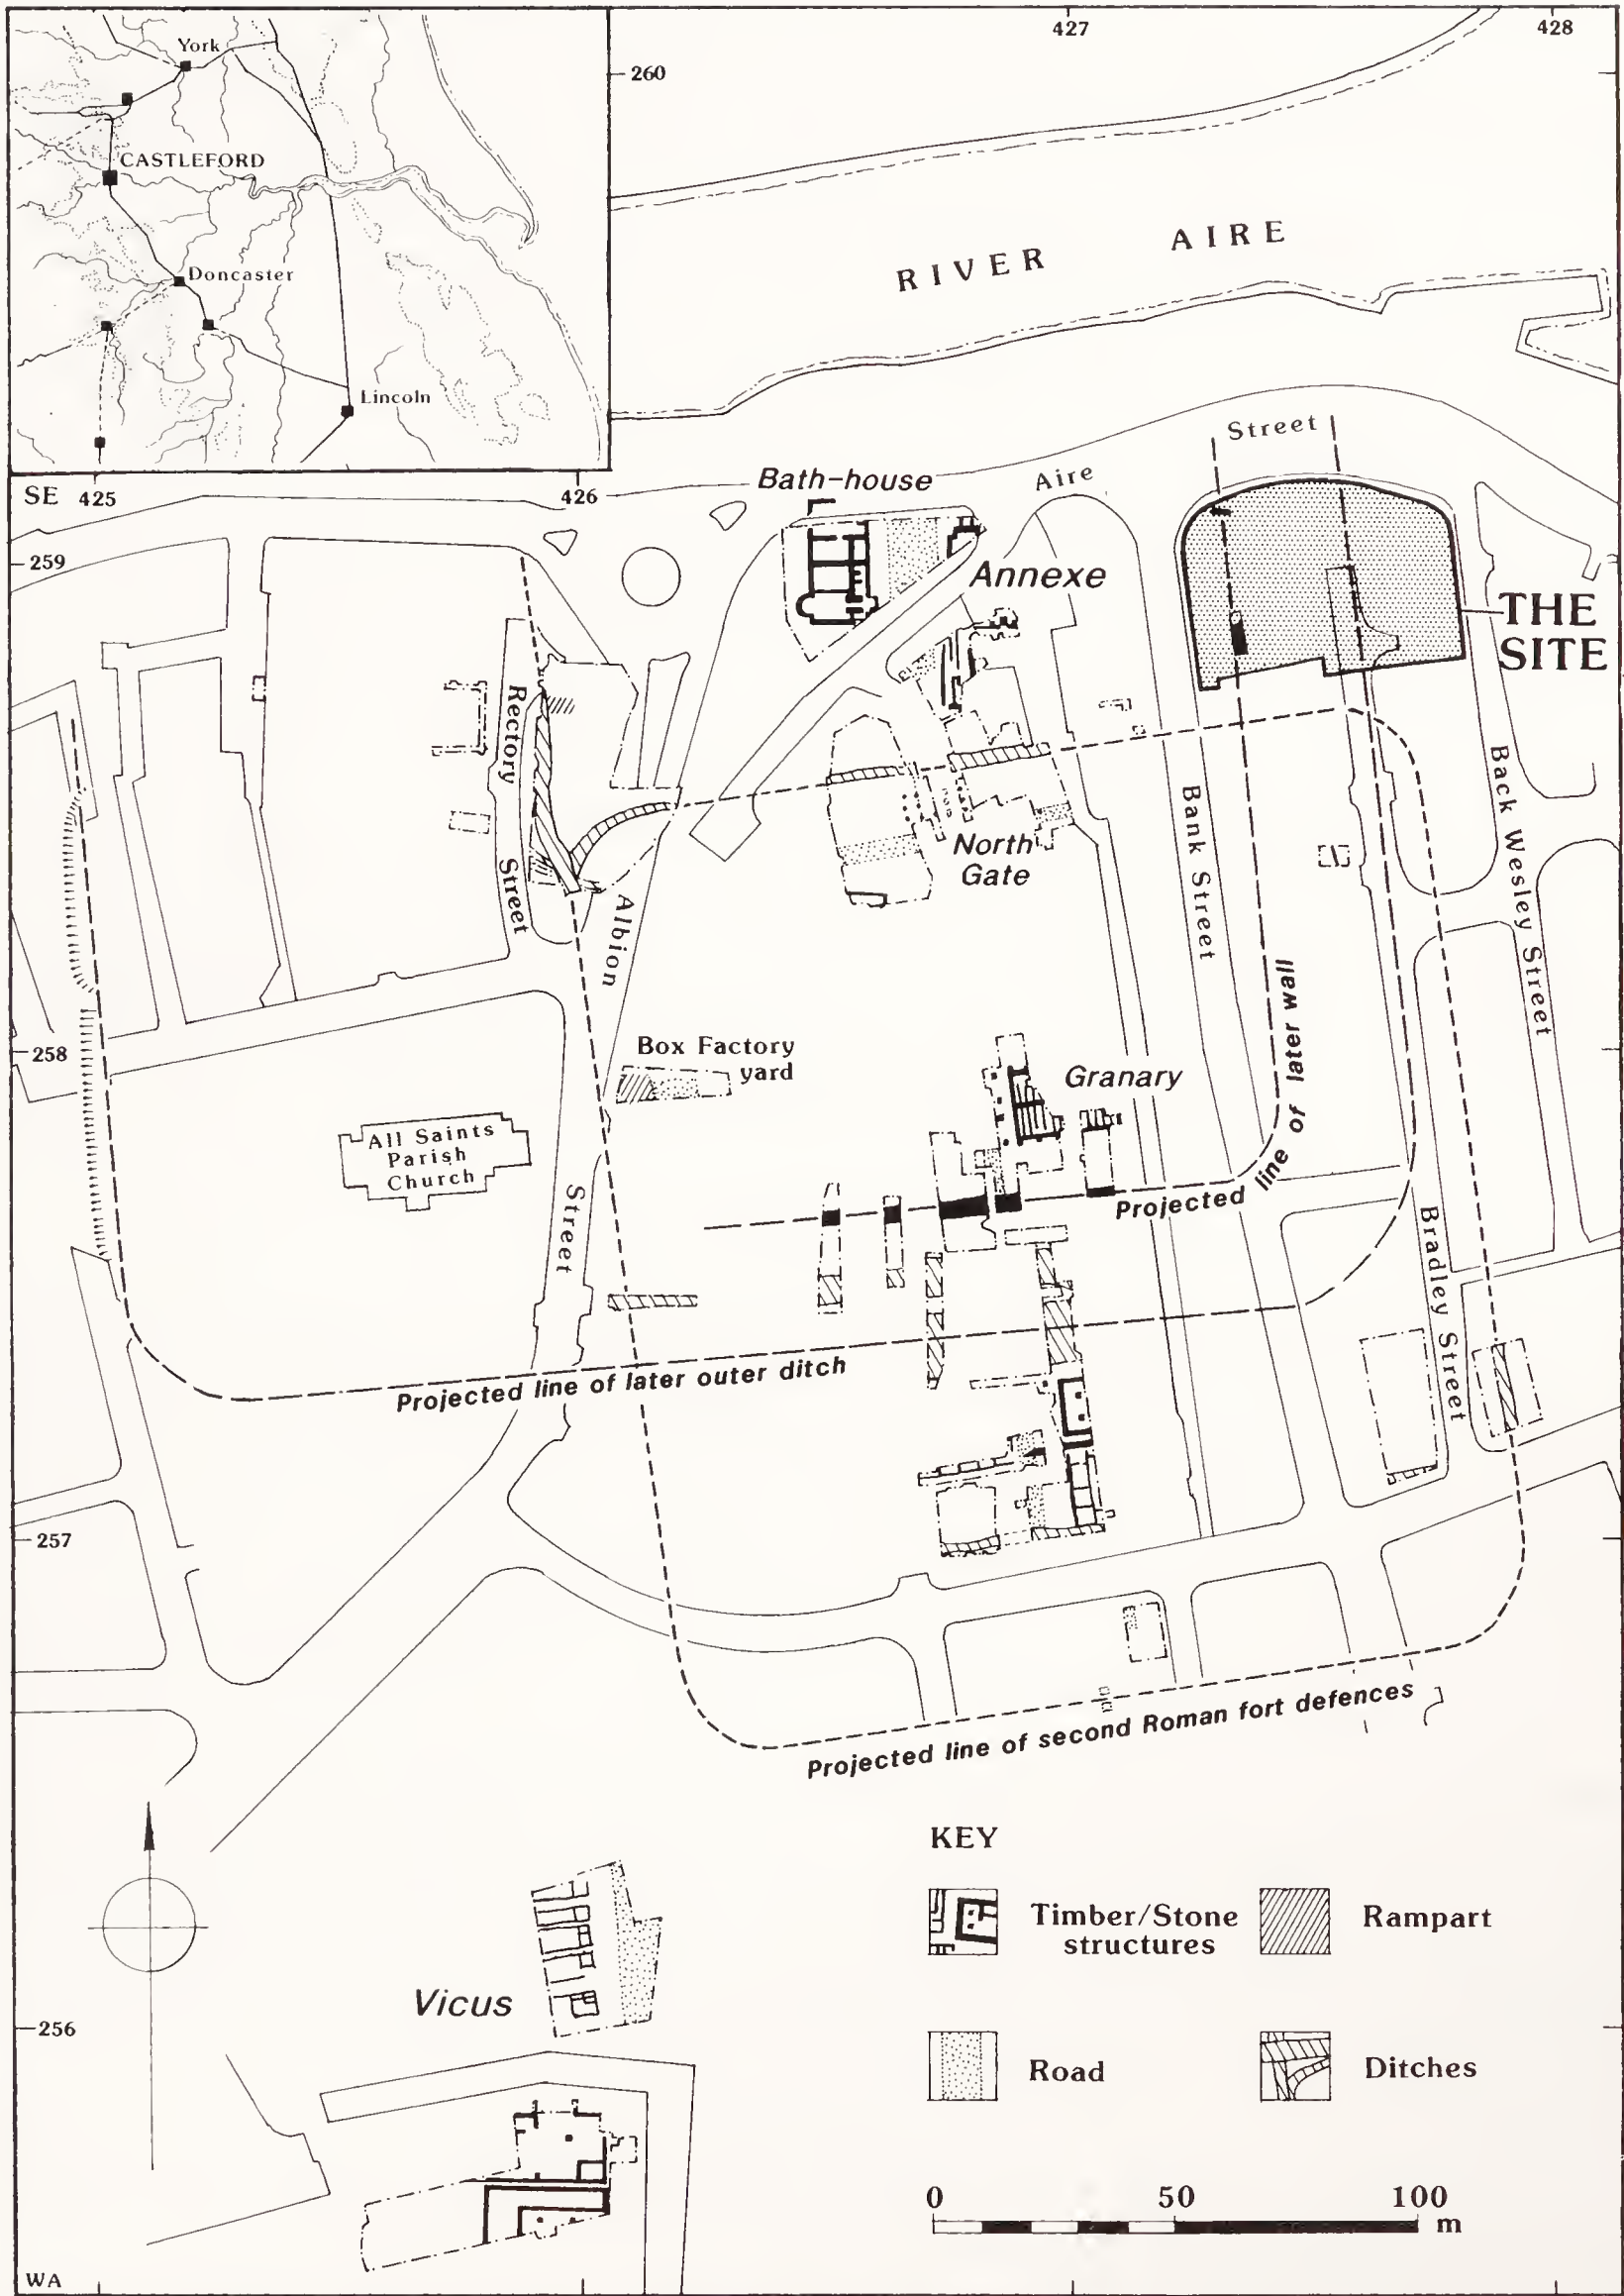 York
CASTLEFORD
Doncaster
Lincoln
427
428
260
RIVER AIRE
SE 425
426
Street
Bath-house
Aire
259
Annexe
THE
SITE
Rectory
Street
North
Gate
Bank Street
Back Wesley Street
Albion
Street
258
Box Factory
yard
Granary
All Saints
Parish
Church
Projected line of later wall
Bradley Street
Projected line of later outer ditch
257
Projected line of second Roman fort defences
KEY
Timber/Stone
structures
Rampart
Vicus
256
Road
Ditches
0 50 100
m
WA